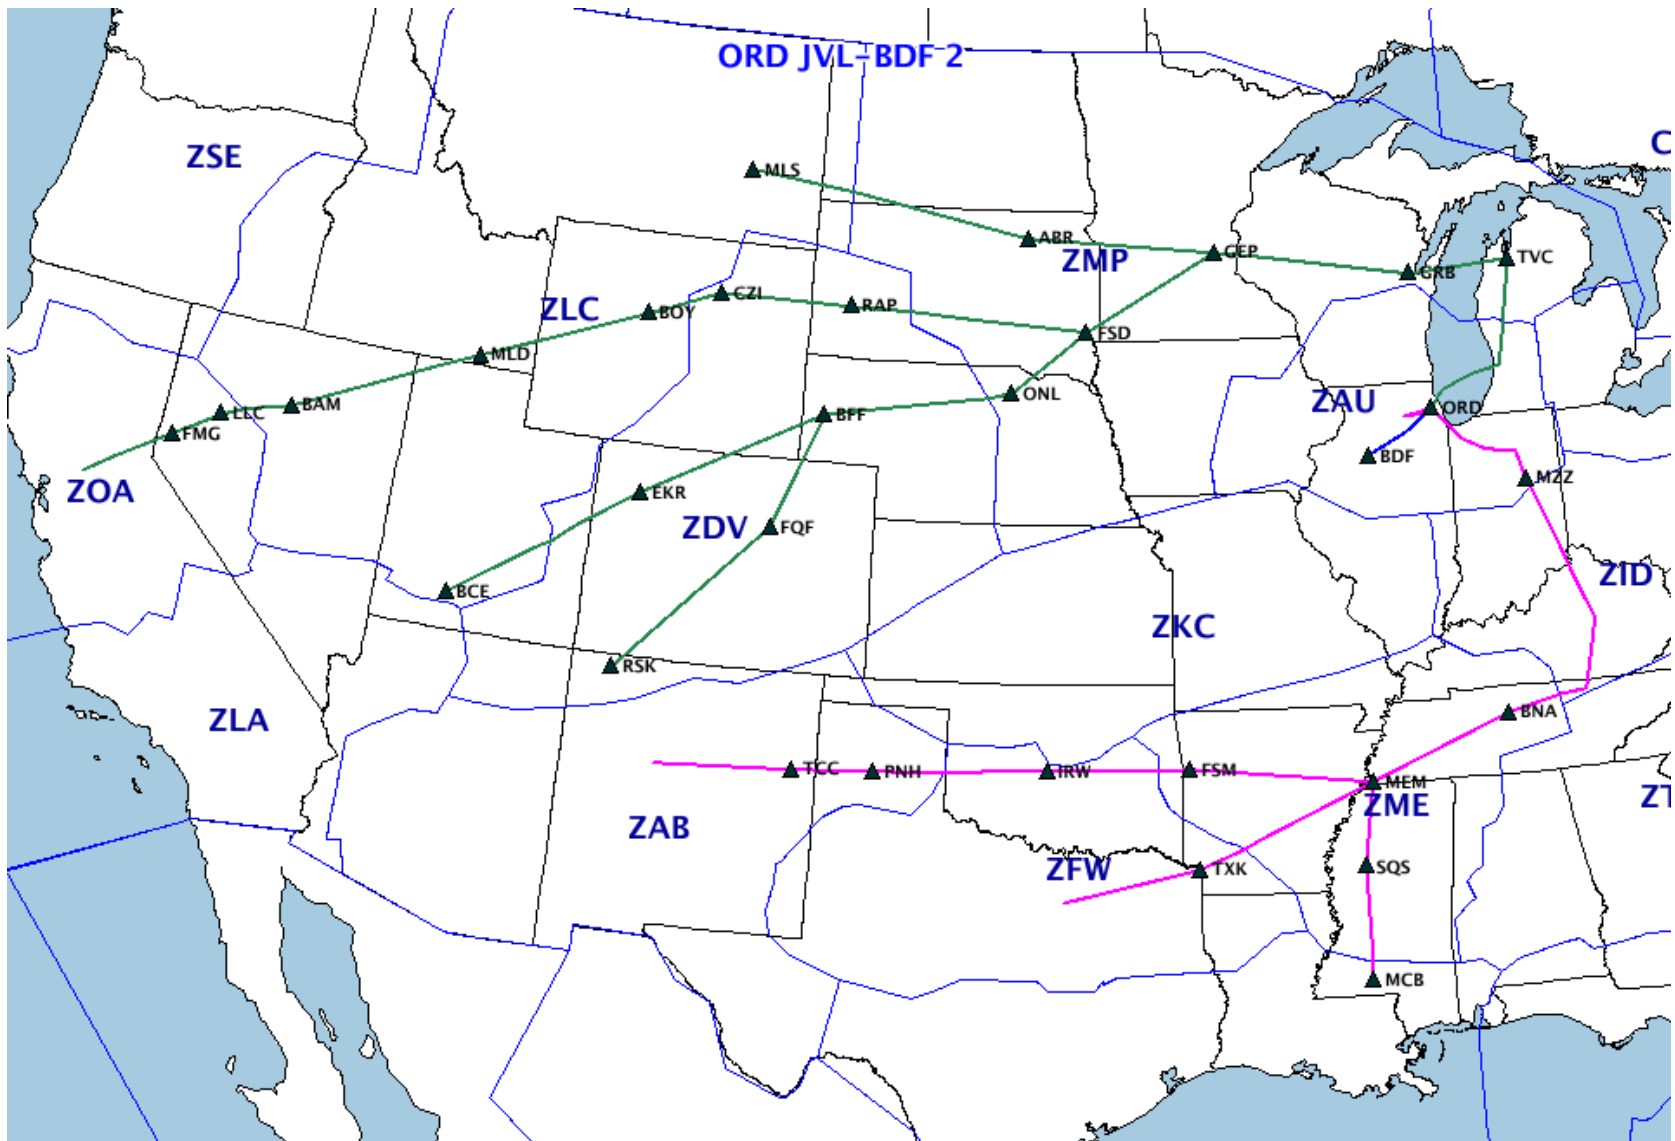 ORD JVL-BDF 2
C
ZSE
MLS
ABR
GEP
ZMP
GRB
TVC
CZI
ZLC
BOY
RAP
FSD
MLD
ONL
ZAU
BAM
LLC
ORD
BFF
FMG
BDF
MZZ
ZOA
EKR
ZDV
FQF
ZID
BCE
ZKC
RSK
ZLA
BNA
TCC
PNH
IRW
FSM
MEM
ZME
ZT
ZAB
ZFW
TXK
SQS
MCB